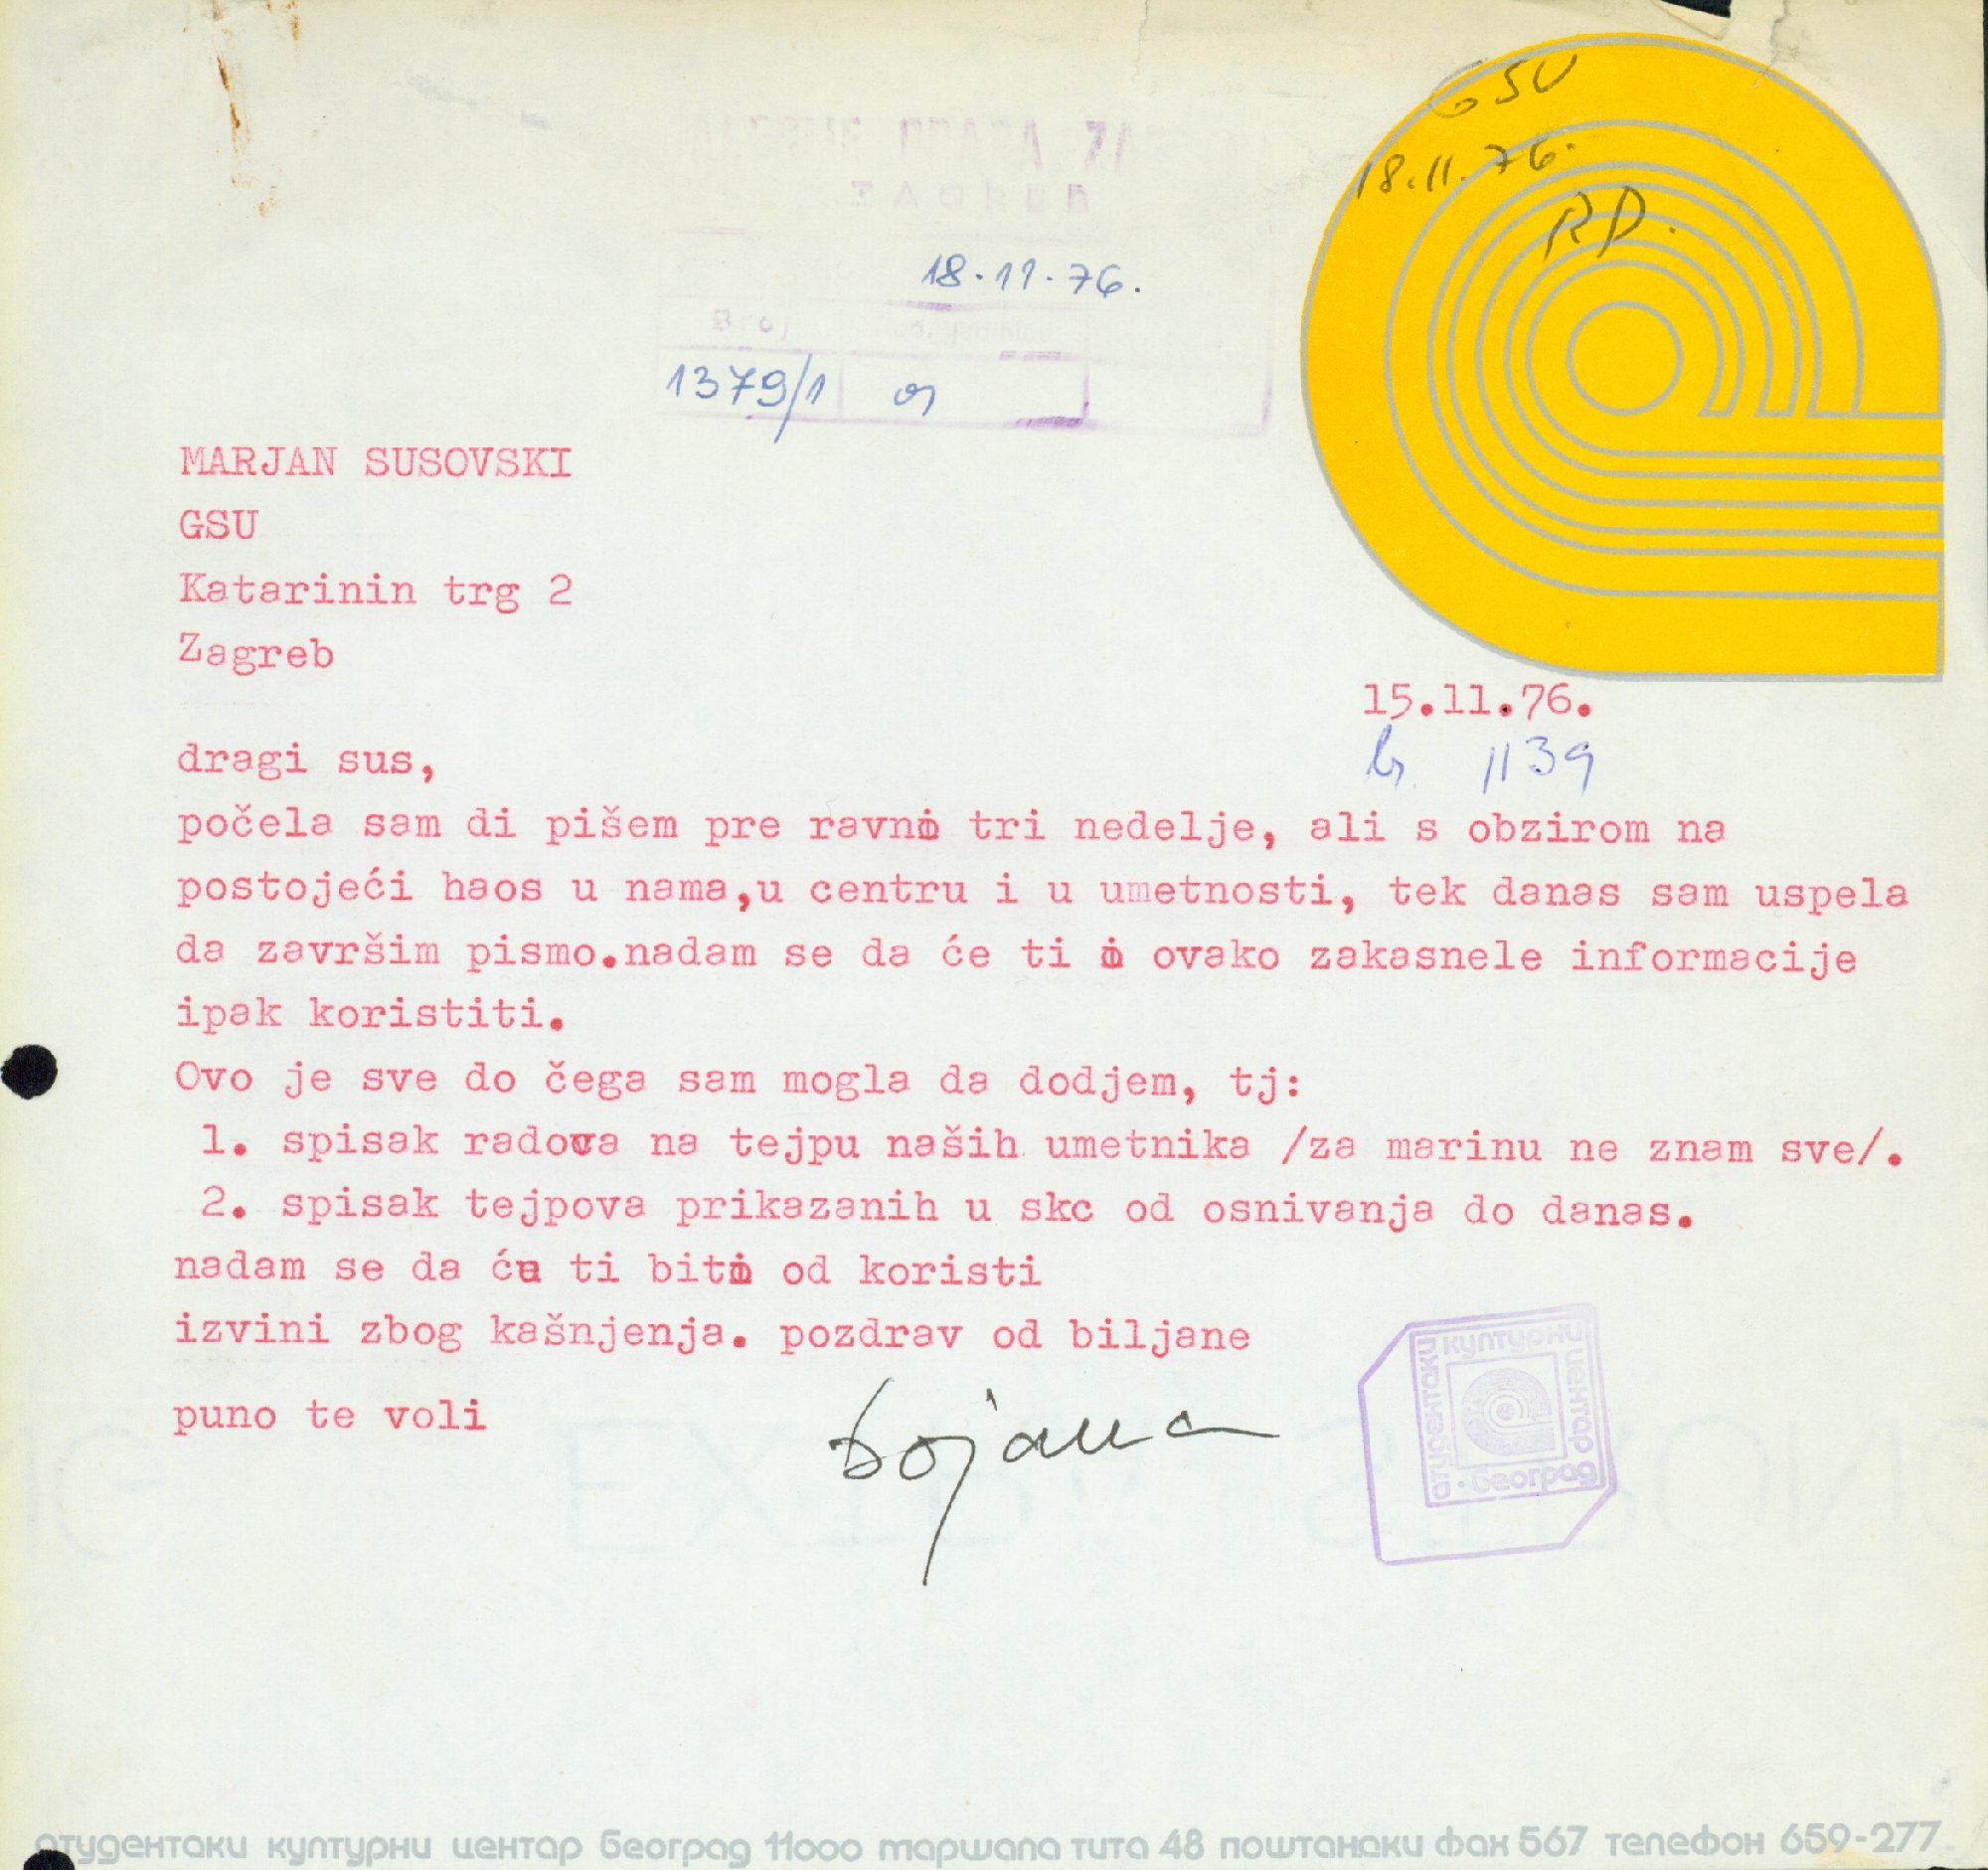 GSU
18.11.76.
RD.
ZAGREB
18.11.76.
Broj
1379/1
MARJAN SUSOVSKI
GSU
Katarinin trg 2
Zagreb
15.11.76.
br. 1139
dragi sus,
počela sam di pišem pre ravno tri nedelje, ali s obzirom na
postojeći haos u nama,u centru i u umetnosti, tek danas sam uspela
da završim pismo.nadam se da će ti i ovako zakasnele informacije
ipak koristiti.
Ovo je sve do čega sam mogla da dodjem, tj:
1. spisak radova na tejpu naših umetnika /za marinu ne znam sve/.
2. spisak tejpova prikazanih u skc od osnivanja do danas.
nadam se da će ti biti od koristi
izvini zbog kašnjenja. pozdrav od biljane
puno te voli
bojana
студентски културни центар
београд
EXTRA STRONG
студентски културни центар београд 11000 маршала тита 48 поштански фах 567 телефон 659-277